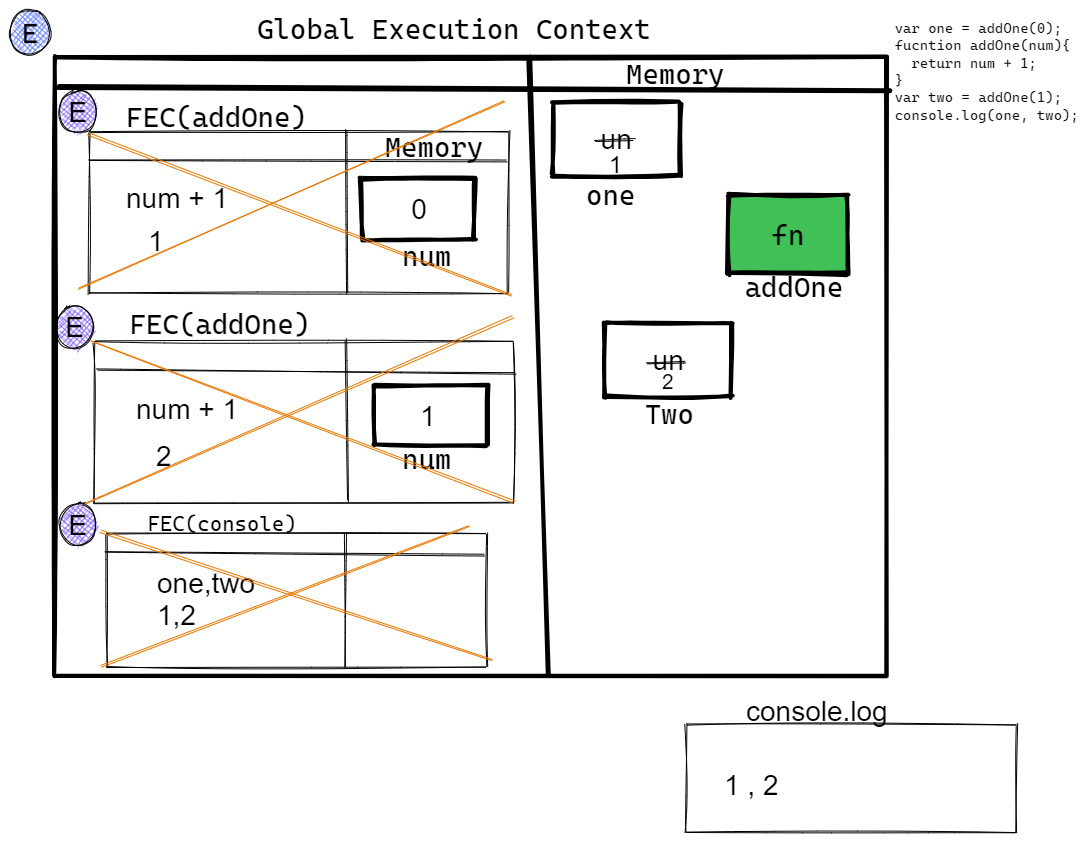 E
Global Execution Context
var one = addOne(0);
fucntion addOne(num){
return num + 1;
}
var two = addOne(1);
console.log(one, two);
Memory
E
FEC(addOne)
Memory
num + 1
1
0
num
un
1
one
fn
addOne
E
FEC(addOne)
num + 1
2
1
num
un
2
Two
E
FEC(console)
one,two
1,2
console.log
1 , 2